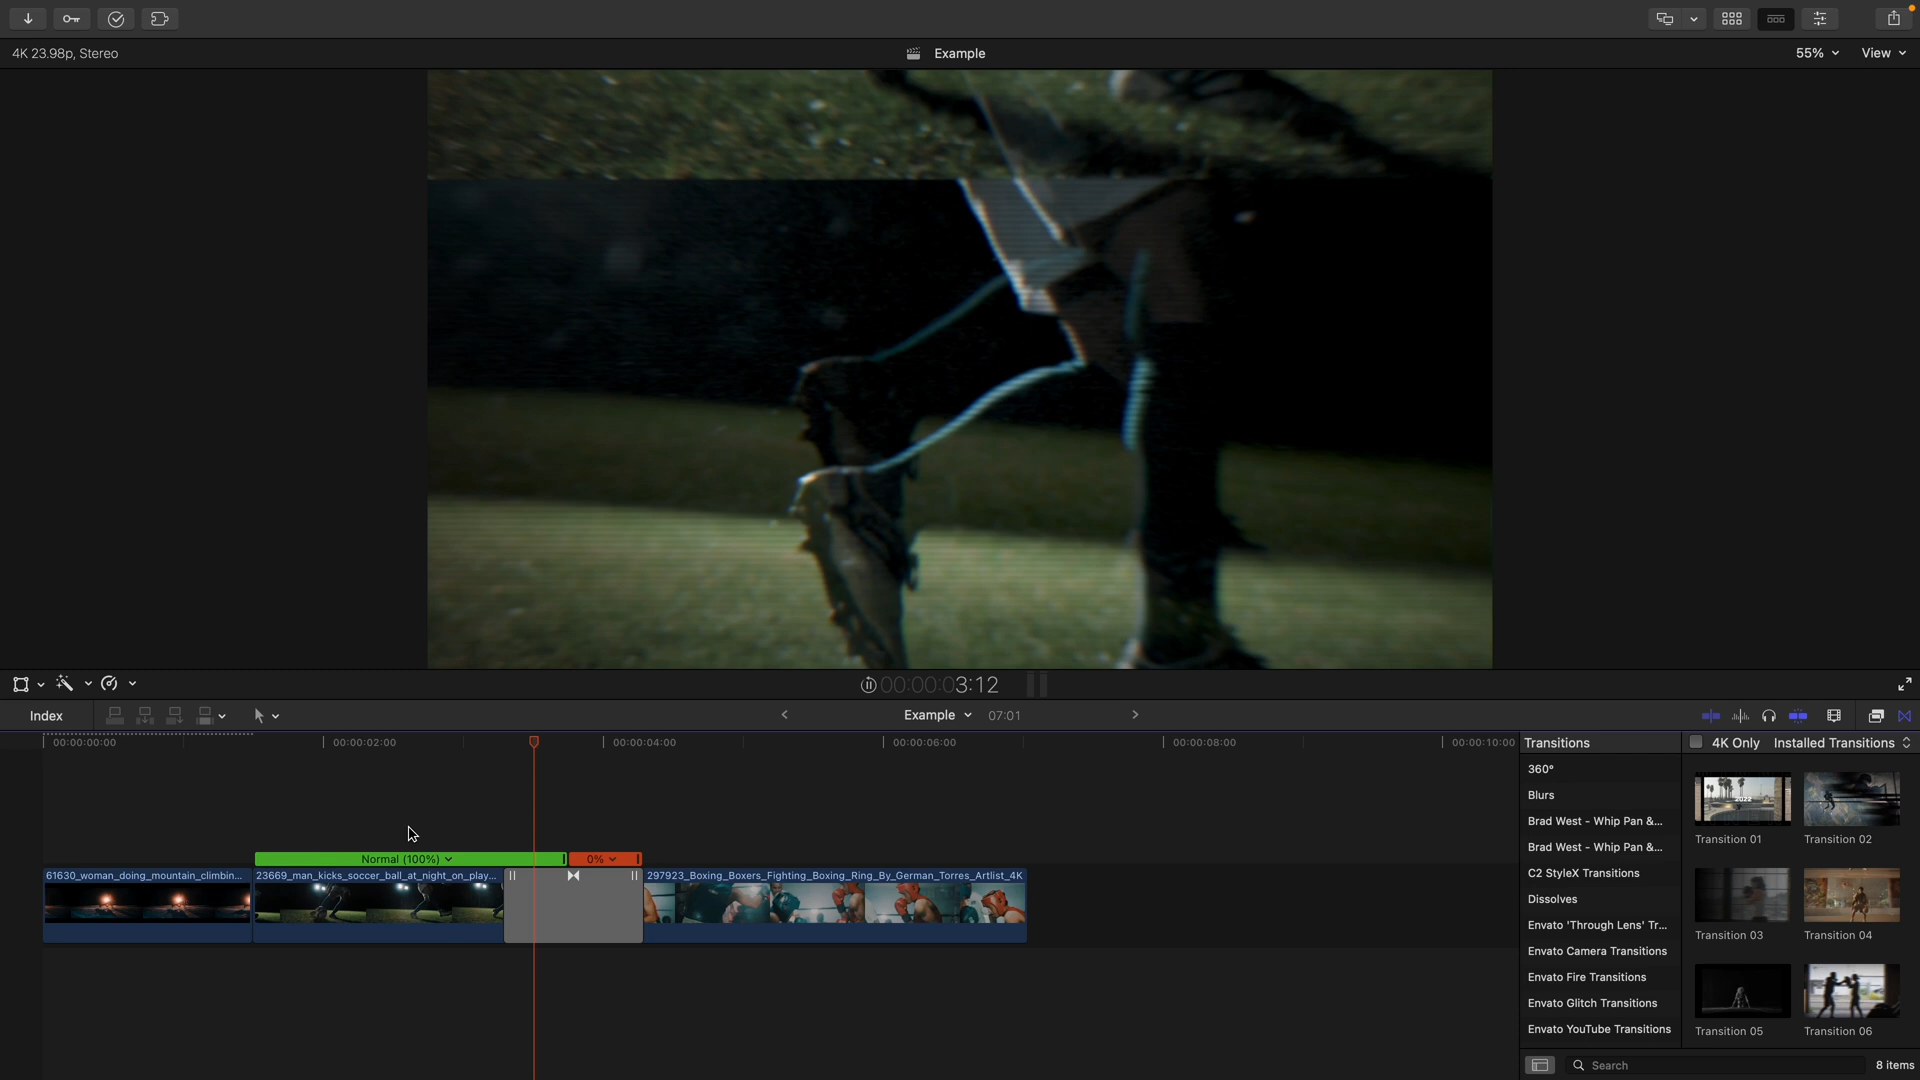 4K 23.98p, Stereo
Example
55%
View
00:00:03:12
Index
Example
07:01
00:00:00:00
00:00:02:00
00:00:04:00
00:00:06:00
00:00:08:00
00:00:10:00
Normal (100%)
0%
61630_woman_doing_mountain_climbin...
23669_man_kicks_soccer_ball_at_night_on_play...
297923_Boxing_Boxers_Fighting_Boxing_Ring_By_German_Torres_Artlist_4K
Transitions
4K Only
Installed Transitions
360°
Blurs
Brad West - Whip Pan &...
Brad West - Whip Pan &...
C2 StyleX Transitions
Dissolves
Envato 'Through Lens' Tr...
Envato Camera Transitions
Envato Fire Transitions
Envato Glitch Transitions
Envato YouTube Transitions
2022
Transition 01
Transition 02
Transition 03
Transition 04
Transition 05
Transition 06
Search
8 items